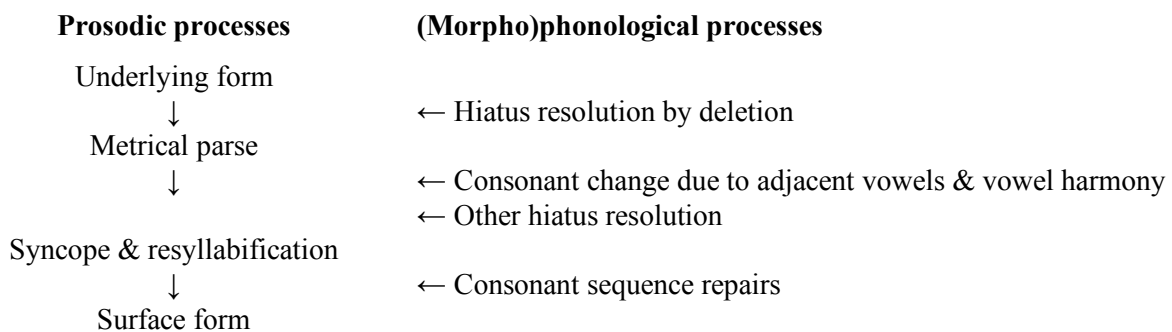 Prosodic processes (Morpho)phonological processes
Underlying form
↓ ← Hiatus resolution by deletion
Metrical parse
↓ ← Consonant change due to adjacent vowels & vowel harmony
← Other hiatus resolution
Syncope & resyllabification
↓ ← Consonant sequence repairs
Surface form